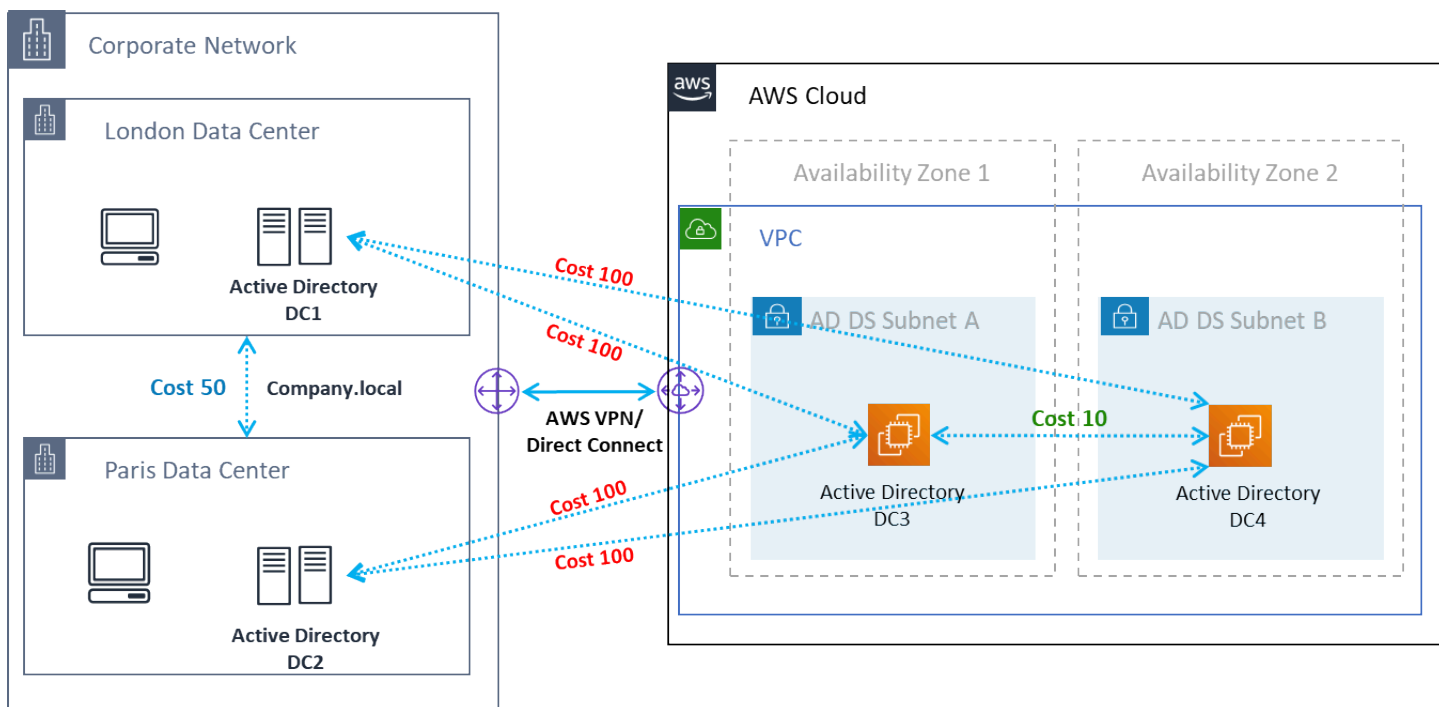 Corporate Network
London Data Center
Active Directory
DC1
Cost 50
Company.local
Paris Data Center
Active Directory
DC2
AWS VPN/
Direct Connect
Cost 100
Cost 100
Cost 100
Cost 100
aws
AWS Cloud
Availability Zone 1
Availability Zone 2
VPC
AD DS Subnet A
AD DS Subnet B
Cost 10
Active Directory
DC3
Active Directory
DC4